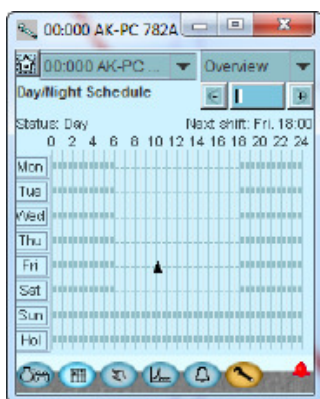 00:000 AK-PC 782A
00:000 AK-PC ... Overview
Day/Night Schedule
Status: Day Next shift: Fri. 18:00
0 2 4 6 8 10 12 14 16 18 20 22 24
Mon
Tue
Wed
Thu
Fri
Sat
Sun
Hol